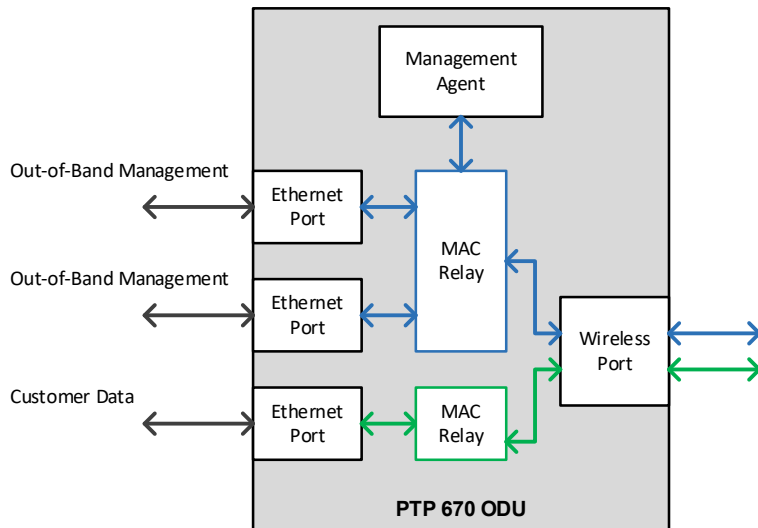 Management
Agent
Out-of-Band Management
Ethernet
Port
MAC
Relay
Out-of-Band Management
Ethernet
Port
Wireless
Port
Customer Data
Ethernet
Port
MAC
Relay
PTP 670 ODU